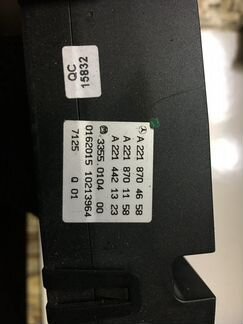 QC
15832
A 221 870 46 58
A 221 870 11 58
A 221 442 13 23
3355 0104 00
0162015 10213964
7125 Q 01